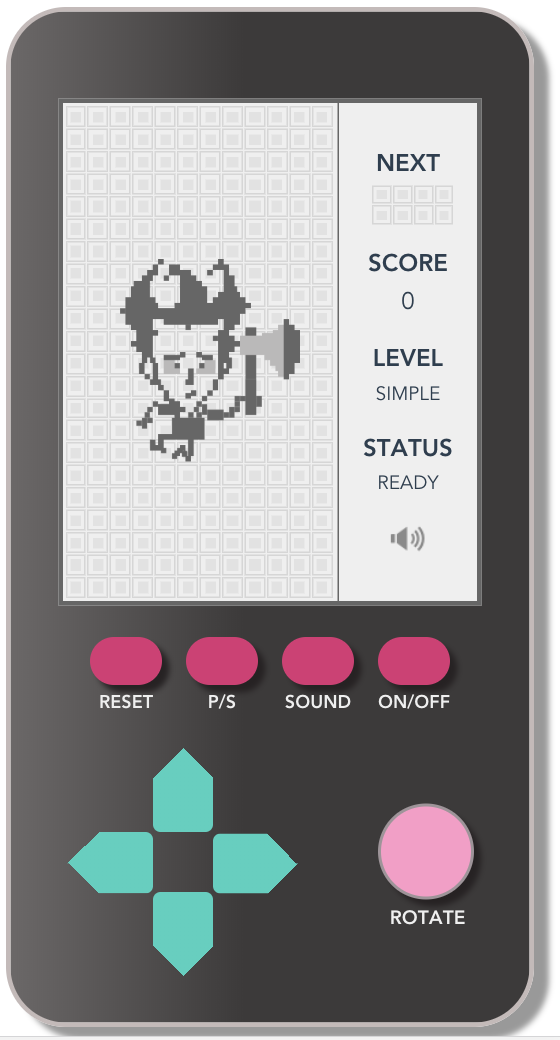 NEXT
SCORE
0
LEVEL
SIMPLE
STATUS
READY
RESET P/S SOUND ON/OFF
ROTATE